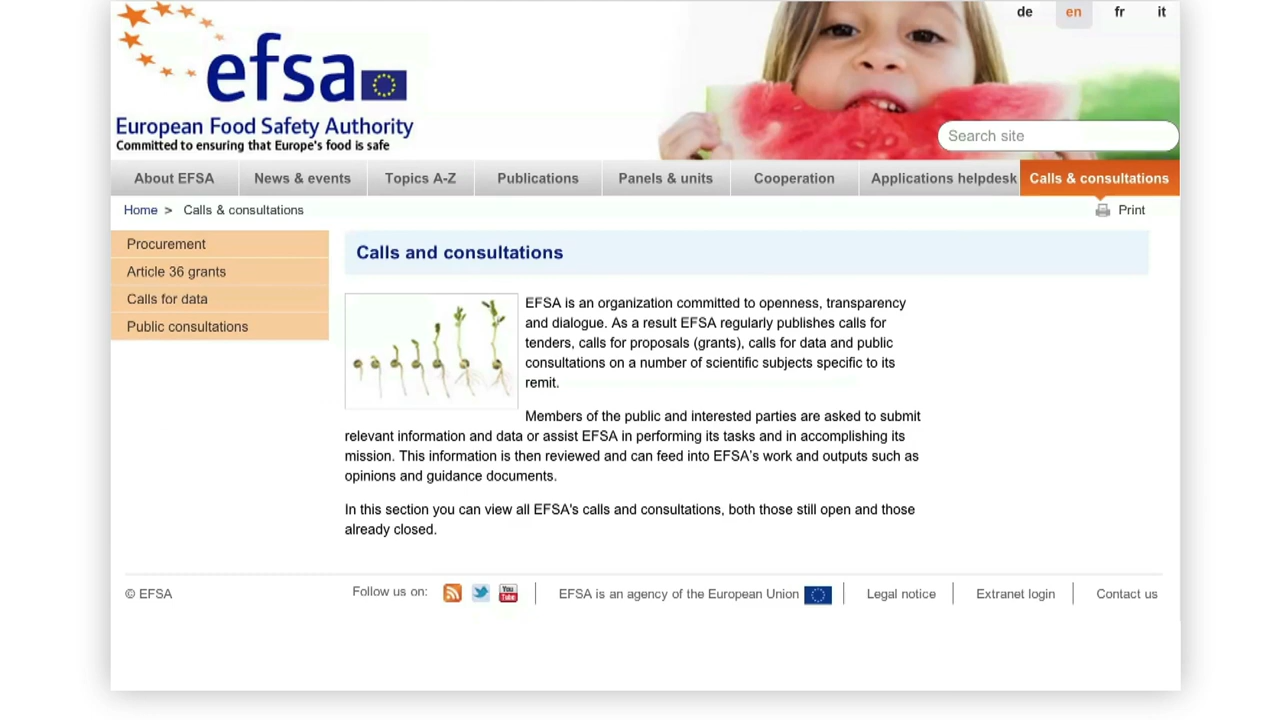 de en fr it
efsa
European Food Safety Authority
Committed to ensuring that Europe's food is safe
Search site
About EFSA News & events Topics A-Z Publications Panels & units Cooperation Applications helpdesk Calls & consultations
Home > Calls & consultations Print
Procurement
Article 36 grants
Calls for data
Public consultations
Calls and consultations
EFSA is an organization committed to openness, transparency
and dialogue. As a result EFSA regularly publishes calls for
tenders, calls for proposals (grants), calls for data and public
consultations on a number of scientific subjects specific to its
remit.
Members of the public and interested parties are asked to submit
relevant information and data or assist EFSA in performing its tasks and in accomplishing its
mission. This information is then reviewed and can feed into EFSA's work and outputs such as
opinions and guidance documents.
In this section you can view all EFSA's calls and consultations, both those still open and those
already closed.
© EFSA Follow us on: You Tube EFSA is an agency of the European Union Legal notice Extranet login Contact us